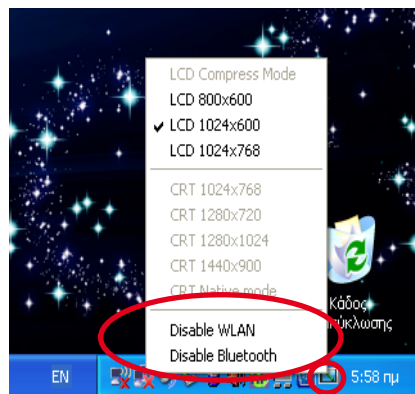 LCD Compress Mode
LCD 800x600
LCD 1024x600
LCD 1024x768
CRT 1024x768
CRT 1280x720
CRT 1280x1024
CRT 1440x900
CRT Native mode
Κάδος
Disable WLAN
Disable Bluetooth
EN
5:58 πμ